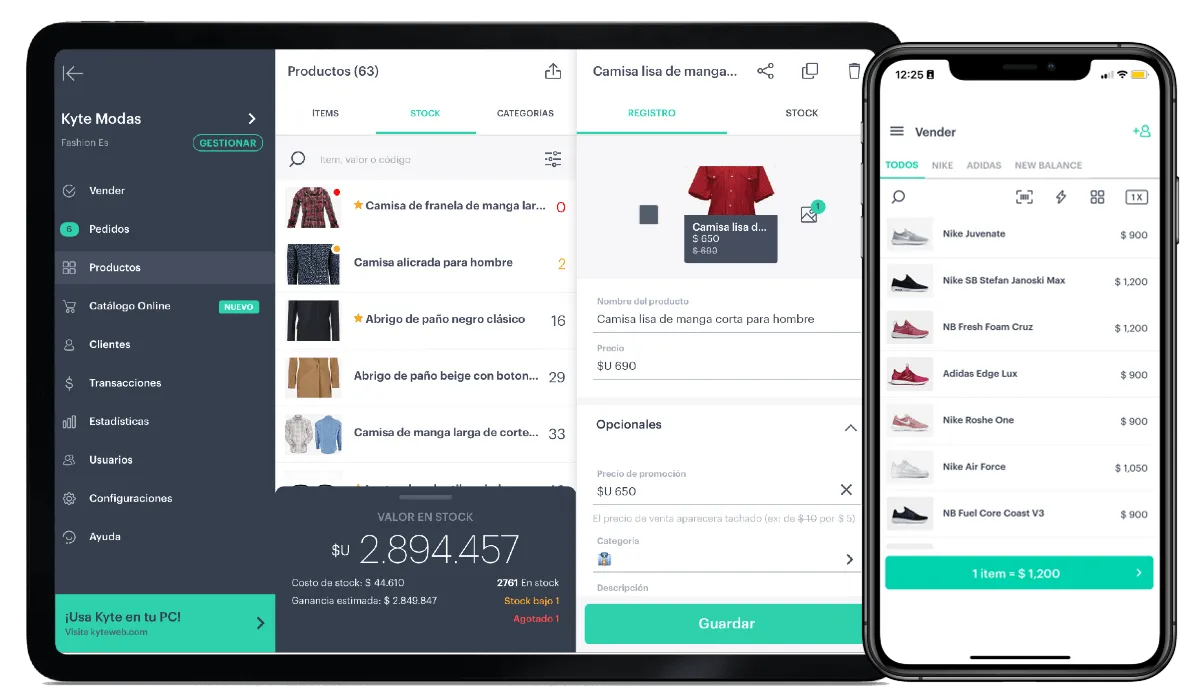 Kyte Modas
Fashion Es
GESTIONAR
Vender
6
Pedidos
Productos
Catálogo Online
NUEVO
Clientes
Transacciones
Estadísticas
Usuarios
Configuraciones
Ayuda
¡Usa Kyte en tu PC!
Visita kyteweb.com
Productos (63)
ÍTEMS
STOCK
CATEGORÍAS
Item, valor o código
Camisa de franela de manga lar... 0
Camisa alicrada para hombre 2
Abrigo de paño negro clásico 16
Abrigo de paño beige con boton... 29
Camisa de manga larga de corte... 33
VALOR EN STOCK
$U 2.894.457
Costo de stock: $ 44.610
2761 En stock
Ganancia estimada: $ 2.849.847
Stock bajo 1
Agotado 1
Camisa lisa de manga...
REGISTRO
STOCK
1
Camisa lisa d...
$ 650
$ 690
Nombre del producto
Camisa lisa de manga corta para hombre
Precio
$U 690
Opcionales
Precio de promoción
$U 650
El precio de venta aparecera tachado (ex: de $ 10 por $ 5)
Categoria
Descripción
Guardar
12:25
Vender
TODOS
NIKE
ADIDAS
NEW BALANCE
1X
Nike Juvenate $ 900
Nike SB Stefan Janoski Max $ 1,200
NB Fresh Foam Cruz $ 1,200
Adidas Edge Lux $ 900
Nike Roshe One $ 900
Nike Air Force $ 1,050
NB Fuel Core Coast V3 $ 900
1 item = $ 1,200